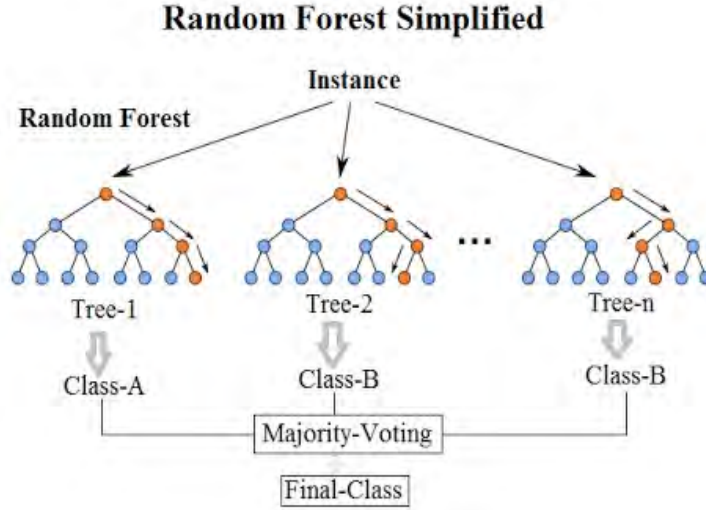 Random Forest Simplified
Instance
Random Forest
...
Tree-1
Tree-2
Tree-n
Class-A
Class-B
Class-B
Majority-Voting
Final-Class